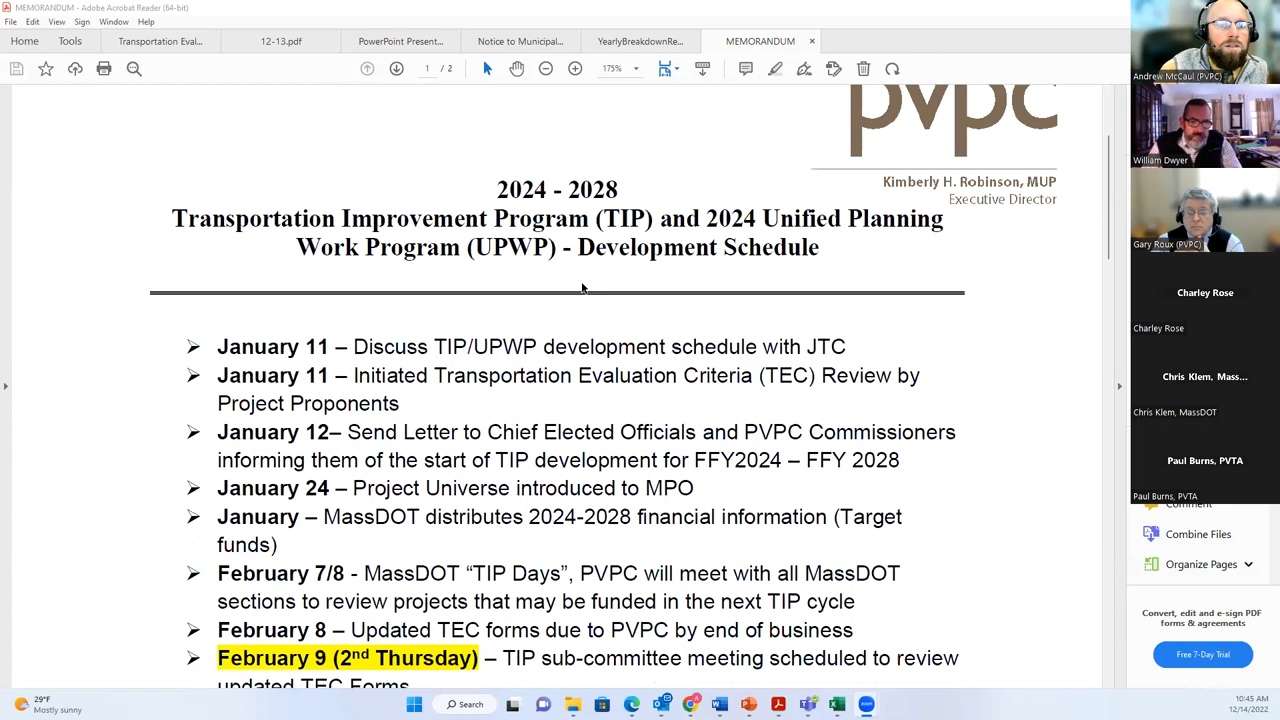 MEMORANDUM - Adobe Acrobat Reader (64-bit)
File Edit View Sign Window Help
Home Tools Transportation Eval... 12-13.pdf PowerPoint Present... Notice to Municipal... YearlyBreakdownRe... MEMORANDUM ×
1 / 2 175%
pvpc
Kimberly H. Robinson, MUP
Executive Director
2024 - 2028
Transportation Improvement Program (TIP) and 2024 Unified Planning
Work Program (UPWP) - Development Schedule
January 11 – Discuss TIP/UPWP development schedule with JTC
January 11 – Initiated Transportation Evaluation Criteria (TEC) Review by
Project Proponents
January 12– Send Letter to Chief Elected Officials and PVPC Commissioners
informing them of the start of TIP development for FFY2024 – FFY 2028
January 24 – Project Universe introduced to MPO
January – MassDOT distributes 2024-2028 financial information (Target
funds)
February 7/8 - MassDOT “TIP Days”, PVPC will meet with all MassDOT
sections to review projects that may be funded in the next TIP cycle
February 8 – Updated TEC forms due to PVPC by end of business
February 9 (2nd Thursday) – TIP sub-committee meeting scheduled to review
updated TEC Forms
Andrew McCaul (PVPC)
William Dwyer
Gary Roux (PVPC)
Charley Rose
Charley Rose
Chris Klem, Mass...
Chris Klem, MassDOT
Paul Burns, PVTA
Paul Burns, PVTA
Comment
Combine Files
Organize Pages
Convert, edit and e-sign PDF
forms & agreements
Free 7-Day Trial
29°F
Mostly sunny
Search
10:45 AM
12/14/2022